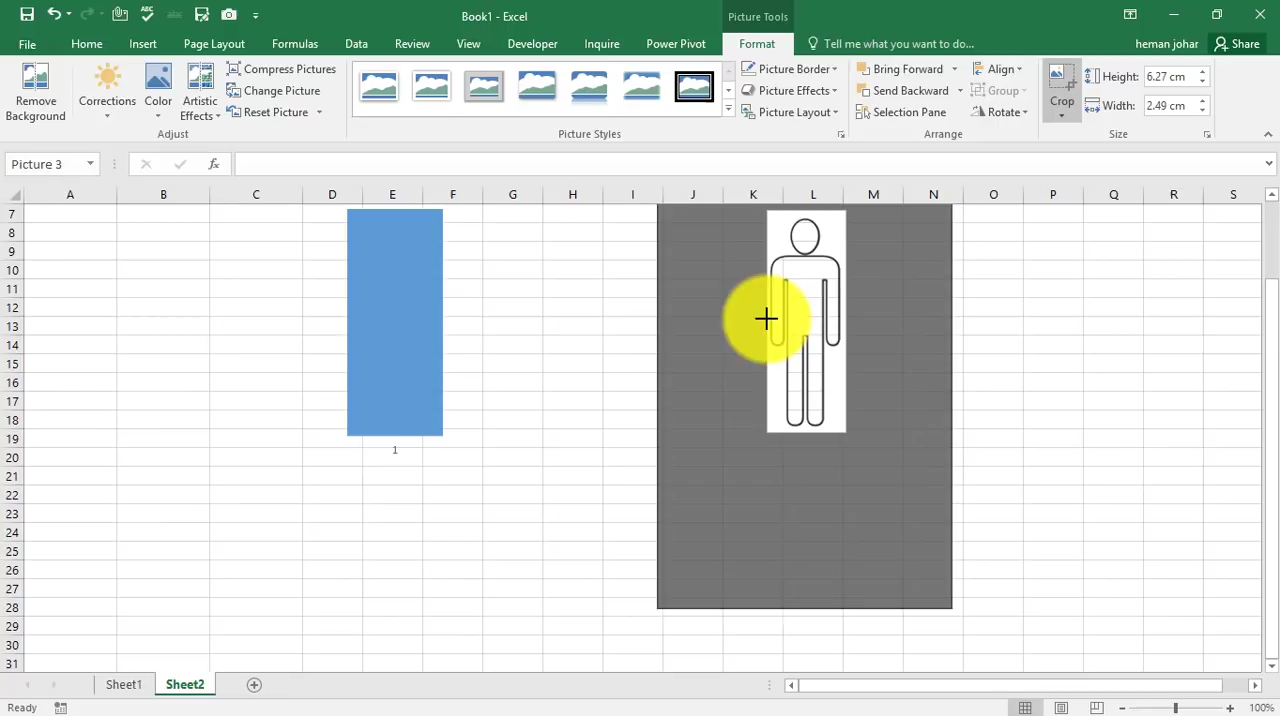 Book1 - Excel
Picture Tools
File Home Insert Page Layout Formulas Data Review View Developer Inquire Power Pivot Format Tell me what you want to do... heman johar Share
Remove Background
Corrections
Color
Artistic Effects
Compress Pictures
Change Picture
Reset Picture
Adjust
Picture Styles
Picture Border
Picture Effects
Picture Layout
Bring Forward
Send Backward
Selection Pane
Align
Group
Rotate
Arrange
Crop
Height: 6.27 cm
Width: 2.49 cm
Size
Picture 3
fx
A B C D E F G H I J K L M N O P Q R S
7
8
9
10
11
12
13
14
15
16
17
18
19
20
21
22
23
24
25
26
27
28
29
30
31
1
Sheet1 Sheet2
Ready
100%